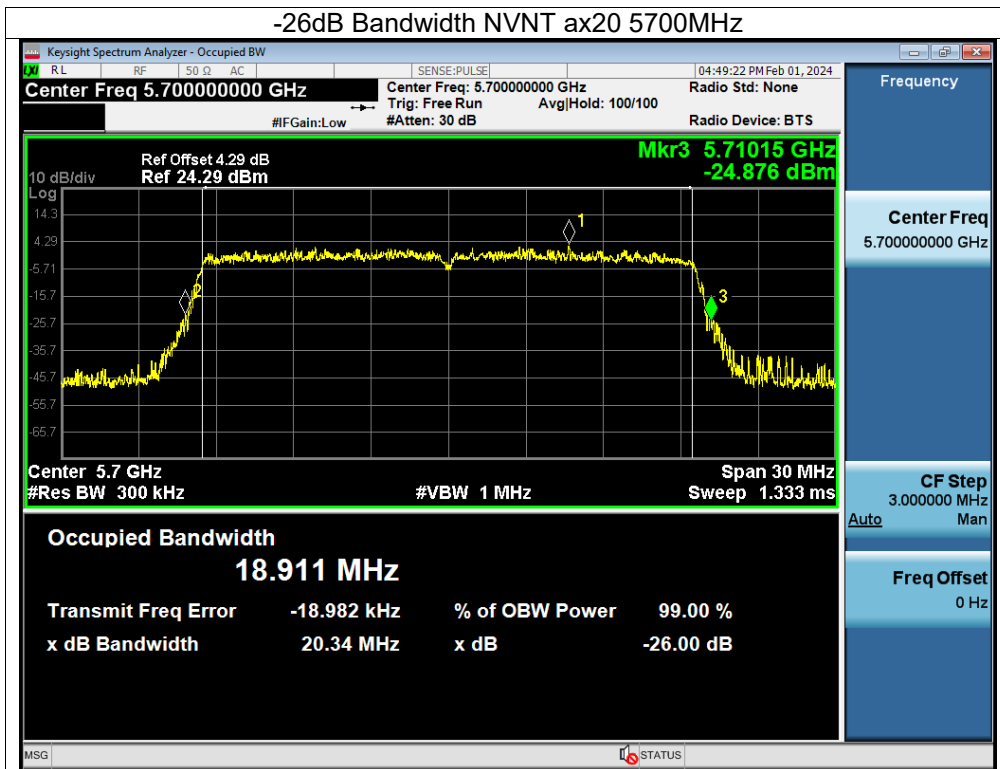 -26dB Bandwidth NVNT ax20 5700MHz
Keysight Spectrum Analyzer - Occupied BW
LXI RL RF 50 Ω AC SENSE:PULSE 04:49:22 PM Feb 01, 2024
Center Freq 5.700000000 GHz
Center Freq: 5.700000000 GHz Radio Std: None
Trig: Free Run Avg|Hold: 100/100
#IFGain:Low #Atten: 30 dB Radio Device: BTS
Frequency
Mkr3 5.71015 GHz
-24.876 dBm
Ref Offset 4.29 dB
10 dB/div Ref 24.29 dBm
Log
14.3
4.29
-5.71
-15.7
-25.7
-35.7
-45.7
-55.7
-65.7
1
2
3
Center 5.7 GHz Span 30 MHz
#Res BW 300 kHz #VBW 1 MHz Sweep 1.333 ms
Occupied Bandwidth
18.911 MHz
Transmit Freq Error -18.982 kHz % of OBW Power 99.00 %
x dB Bandwidth 20.34 MHz x dB -26.00 dB
Center Freq
5.700000000 GHz
CF Step
3.000000 MHz
Auto Man
Freq Offset
0 Hz
MSG STATUS